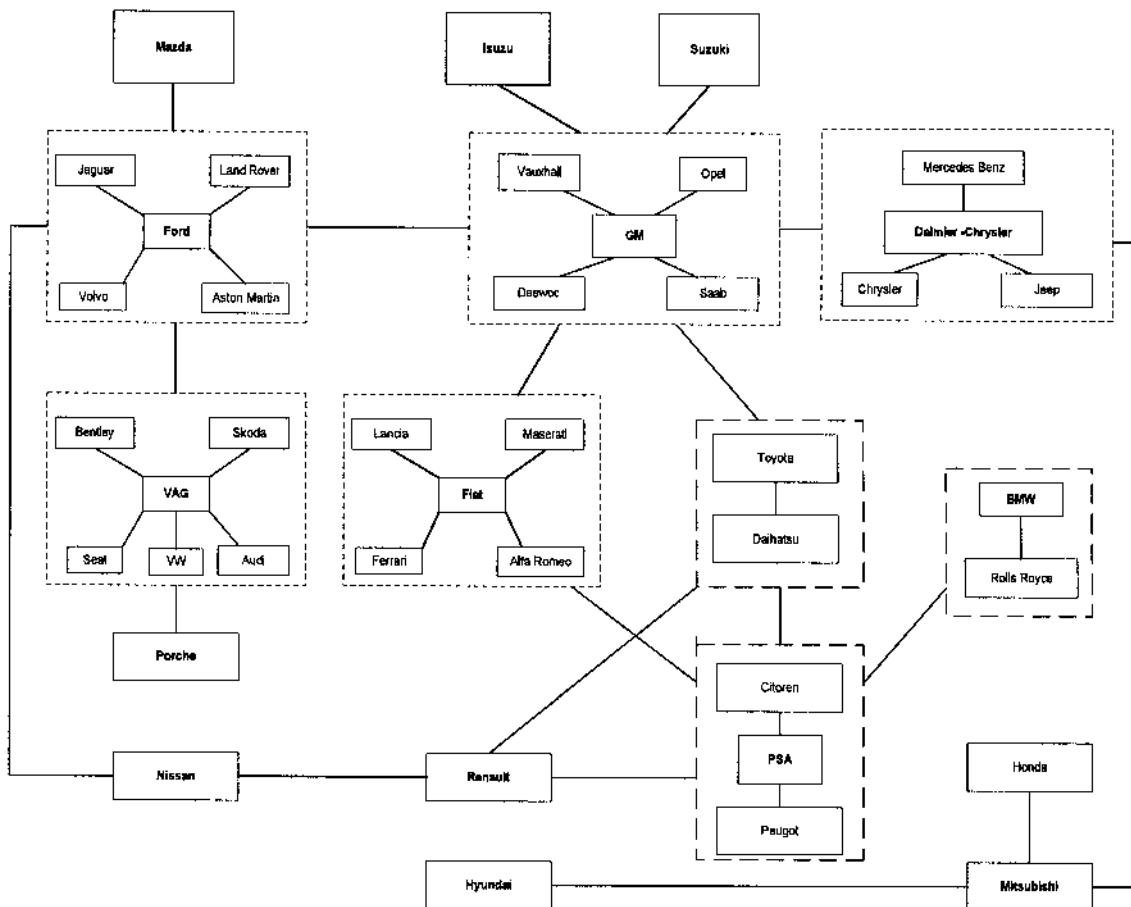 Mazda
Isuzu
Suzuki
Jaguar
Land Rover
Ford
Volvo
Aston Martin
Vauxhall
Opel
GM
Daewoo
Saab
Mercedes Benz
Daimler -Chrysler
Chrysler
Jeep
Bentley
Skoda
VAG
Seat
VW
Audi
Lancia
Maserati
Fiat
Ferrari
Alfa Romeo
Toyota
Daihatsu
BMW
Rolls Royce
Porche
Citoren
PSA
Peugot
Nissan
Renault
Honda
Hyundai
Mitsubishi